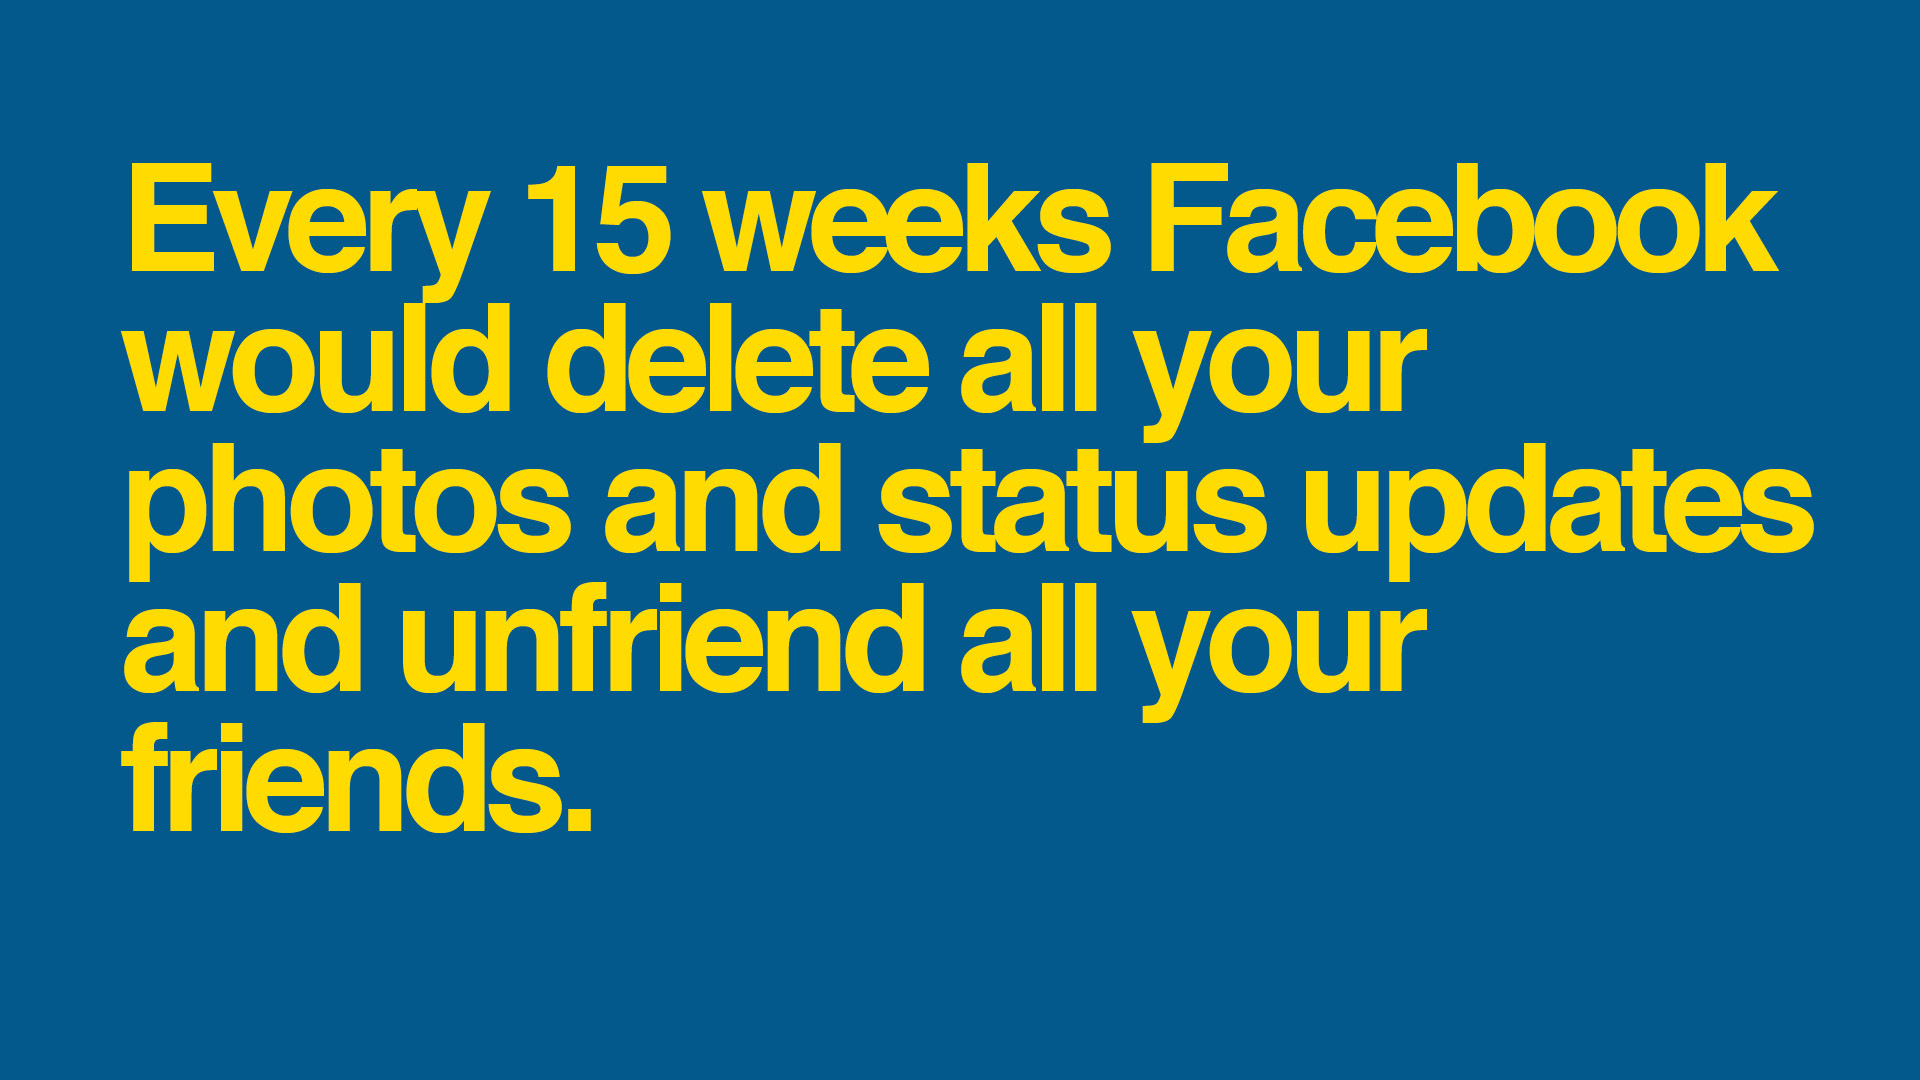 Every 15 weeks Facebook
would delete all your
photos and status updates
and unfriend all your
friends.